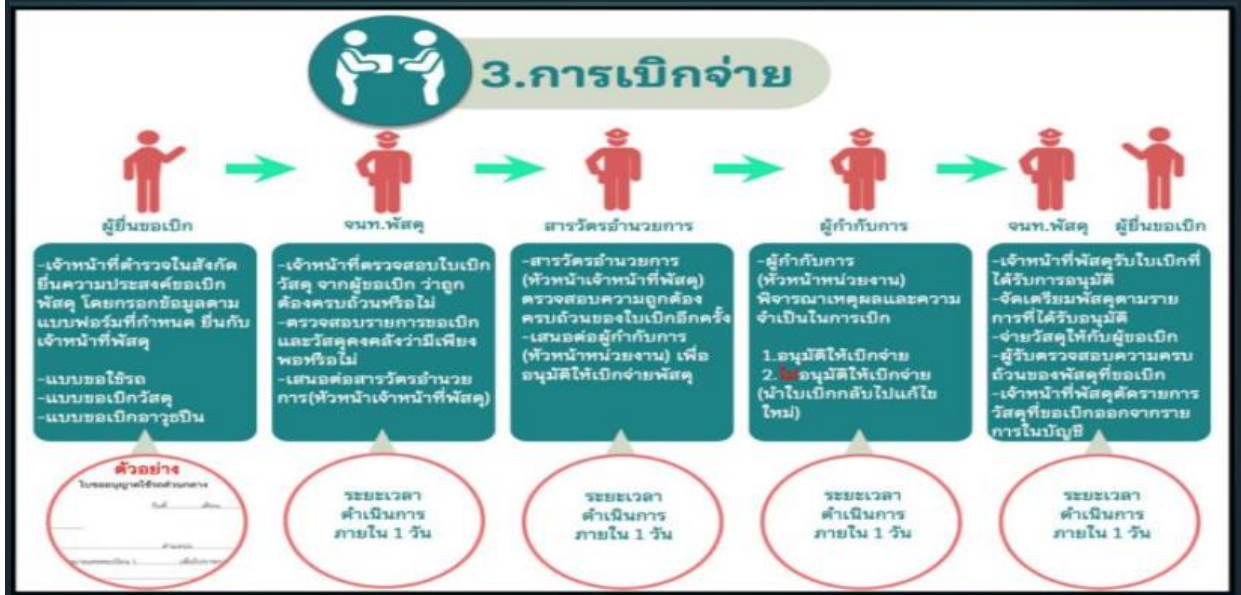 3.การเบิกจ่าย
ผู้ยื่นขอเบิก
จนท.พัสดุ
สารวัตรอำนวยการ
ผู้กำกับการ
จนท.พัสดุ
ผู้ยื่นขอเบิก
-เจ้าหน้าที่ตำรวจในสังกัด
ยื่นความประสงค์ขอเบิก
พัสดุ โดยกรอกข้อมูลตาม
แบบฟอร์มที่กำหนด ยื่นกับ
เจ้าหน้าที่พัสดุ
-แบบขอใช้รถ
-แบบขอเบิกวัสดุ
-แบบขอเบิกอาวุธปืน
-เจ้าหน้าที่ตรวจสอบใบเบิก
วัสดุ จากผู้ขอเบิก ว่าถูก
ต้องครบถ้วนหรือไม่
-ตรวจสอบรายการขอเบิก
และวัสดุคงคลังว่ามีเพียง
พอหรือไม่
-เสนอต่อสารวัตรอำนวย
การ(หัวหน้าเจ้าหน้าที่พัสดุ)
-สารวัตรอำนวยการ
(หัวหน้าเจ้าหน้าที่พัสดุ)
ตรวจสอบความถูกต้อง
ครบถ้วนของใบเบิกอีกครั้ง
-เสนอต่อผู้กำกับการ
(หัวหน้าหน่วยงาน) เพื่อ
อนุมัติให้เบิกจ่ายพัสดุ
-ผู้กำกับการ
(หัวหน้าหน่วยงาน)
พิจารณาเหตุผลและความ
จำเป็นในการเบิก
1.อนุมัติให้เบิกจ่าย
2.ไม่อนุมัติให้เบิกจ่าย
(นำใบเบิกกลับไปแก้ไข
ใหม่)
-เจ้าหน้าที่พัสดุรับใบเบิกที่
ได้รับการอนุมัติ
-จัดเตรียมพัสดุตามราย
การที่ได้รับอนุมัติ
-จ่ายวัสดุให้กับผู้ขอเบิก
-ผู้รับตรวจสอบความครบ
ถ้วนของพัสดุที่ขอเบิก
-เจ้าหน้าที่พัสดุตัดรายการ
วัสดุที่ขอเบิกออกจากราย
การในบัญชี
ตัวอย่าง
ใบขออนุญาตใช้รถส่วนกลาง
วันที่ เดือน
ตำแหน่ง
ระยะเวลา
ดำเนินการ
ภายใน 1 วัน
ระยะเวลา
ดำเนินการ
ภายใน 1 วัน
ระยะเวลา
ดำเนินการ
ภายใน 1 วัน
ระยะเวลา
ดำเนินการ
ภายใน 1 วัน